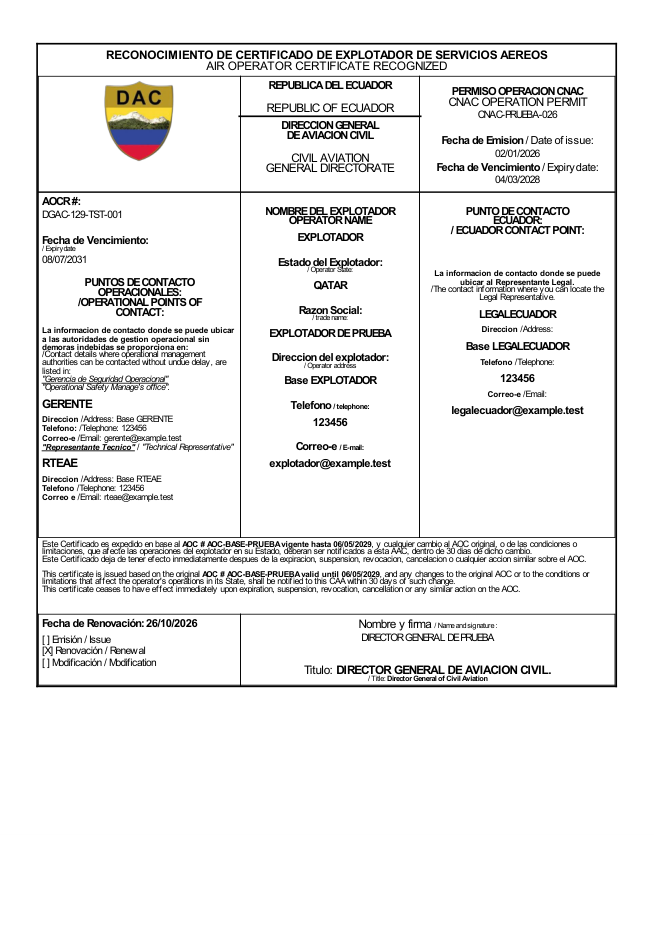 RECONOCIMIENTO DE CERTIFICADO DE EXPLOTADOR DE SERVICIOS AEREOS
AIR OPERATOR CERTIFICATE RECOGNIZED
DAC
REPUBLICA DEL ECUADOR
REPUBLIC OF ECUADOR
DIRECCION GENERAL
DE AVIACION CIVIL
CIVIL AVIATION
GENERAL DIRECTORATE
PERMISO OPERACION CNAC
CNAC OPERATION PERMIT
CNAC-PRUEBA-026
Fecha de Emision / Date of issue:
02/01/2026
Fecha de Vencimiento / Expiry date:
04/03/2028
AOCR #:
DGAC-129-TST-001
Fecha de Vencimiento:
/ Expiry date
08/07/2031
PUNTOS DE CONTACTO
OPERACIONALES:
/OPERATIONAL POINTS OF
CONTACT:
La informacion de contacto donde se puede ubicar
a las autoridades de gestion operacional sin
demoras indebidas se proporciona en:
/Contact details where operational management
authorities can be contacted without undue delay, are
listed in:
"Gerencia de Seguridad Operacional"
"Operational Safety Manage's office".
GERENTE
Direccion /Address: Base GERENTE
Telefono: /Telephone: 123456
Correo-e /Email: gerente@example.test
"Representante Tecnico" / "Technical Representative"
RTEAE
Direccion /Address: Base RTEAE
Telefono /Telephone: 123456
Correo e /Email: rteae@example.test
NOMBRE DEL EXPLOTADOR
OPERATOR NAME
EXPLOTADOR
Estado del Explotador:
/ Operator State:
QATAR
Razon Social:
/ trade name:
EXPLOTADOR DE PRUEBA
Direccion del explotador:
/ Operator address
Base EXPLOTADOR
Telefono / telephone:
123456
Correo-e / E-mail:
explotador@example.test
PUNTO DE CONTACTO
ECUADOR:
/ ECUADOR CONTACT POINT:
La informacion de contacto donde se puede
ubicar al Representante Legal.
/The contact information where you can locate the
Legal Representative.
LEGALECUADOR
Direccion /Address:
Base LEGALECUADOR
Telefono /Telephone:
123456
Correo-e /Email:
legalecuador@example.test
Este Certificado es expedido en base al AOC # AOC-BASE-PRUEBA vigente hasta 06/05/2029, y cualquier cambio al AOC original, o de las condiciones o
limitaciones, que afecte las operaciones del explotador en su Estado, deberan ser notificados a esta AAC, dentro de 30 dias de dicho cambio.
Este Certificado deja de tener efecto inmediatamente despues de la expiracion, suspension, revocacion, cancelacion o cualquier accion similar sobre el AOC.
This certificate is issued based on the original AOC # AOC-BASE-PRUEBA valid until 06/05/2029, and any changes to the original AOC or to the conditions or
limitations that affect the operator's operations in its State, shall be notified to this CAA within 30 days of such change.
This certificate ceases to have effect immediately upon expiration, suspension, revocation, cancellation or any similar action on the AOC.
Fecha de Renovación: 26/10/2026
[ ] Emisión / Issue
[X] Renovación / Renewal
[ ] Modificación / Modification
Nombre y firma / Name and signature :
DIRECTOR GENERAL DE PRUEBA
Titulo: DIRECTOR GENERAL DE AVIACION CIVIL.
/ Title: Director General of Civil Aviation